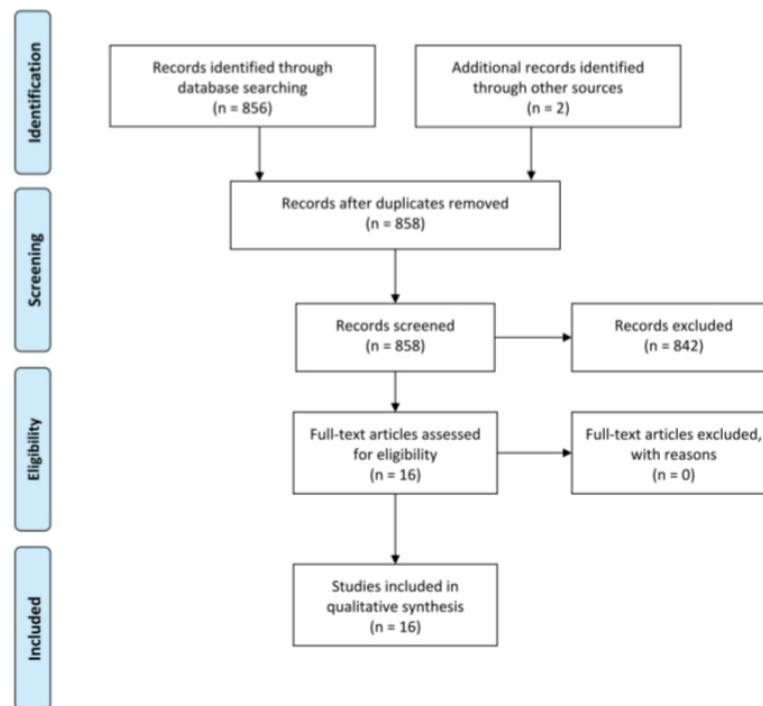 Identification
Records identified through
database searching
(n = 856)
Additional records identified
through other sources
(n = 2)
Screening
Records after duplicates removed
(n = 858)
Records screened
(n = 858)
Records excluded
(n = 842)
Eligibility
Full-text articles assessed
for eligibility
(n = 16)
Full-text articles excluded,
with reasons
(n = 0)
Included
Studies included in
qualitative synthesis
(n = 16)